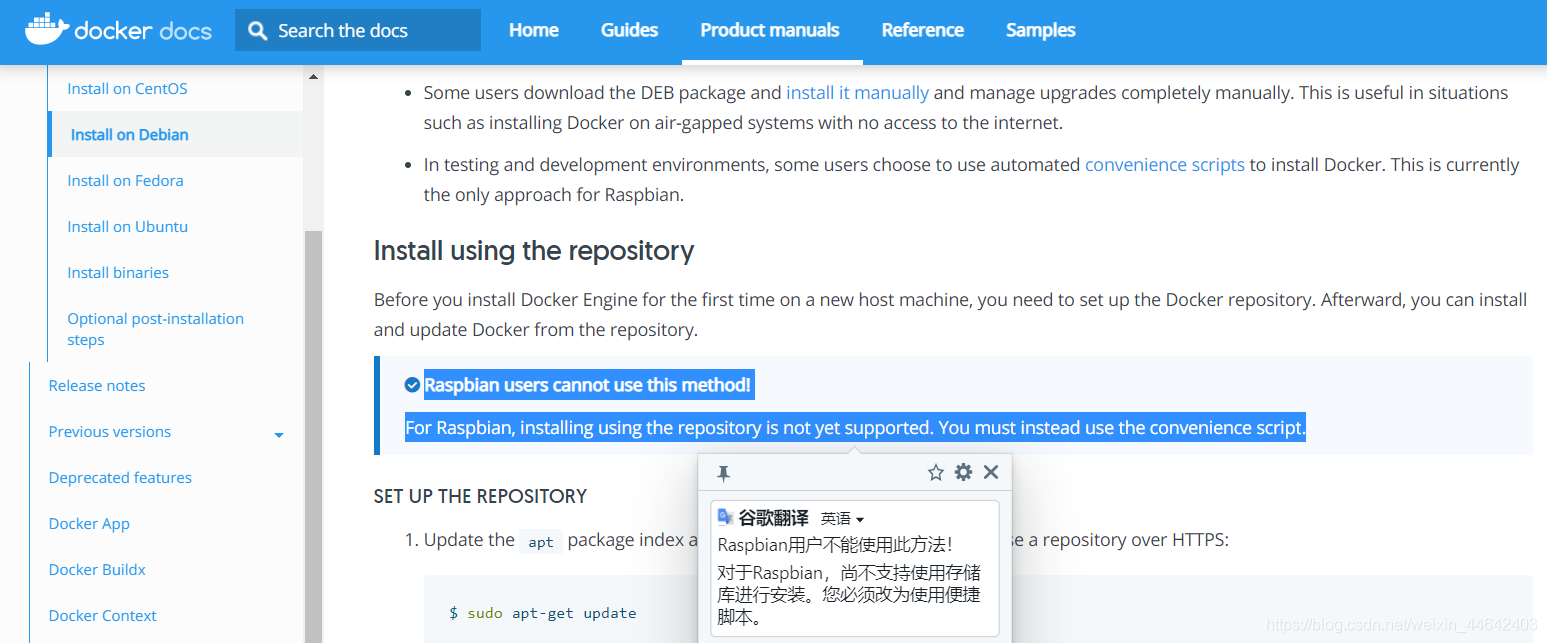 docker docs
Search the docs
Home
Guides
Product manuals
Reference
Samples
Install on CentOS
Install on Debian
Install on Fedora
Install on Ubuntu
Install binaries
Optional post-installation
steps
Release notes
Previous versions
Deprecated features
Docker App
Docker Buildx
Docker Context
Some users download the DEB package and install it manually and manage upgrades completely manually. This is useful in situations
such as installing Docker on air-gapped systems with no access to the internet.
In testing and development environments, some users choose to use automated convenience scripts to install Docker. This is currently
the only approach for Raspbian.
Install using the repository
Before you install Docker Engine for the first time on a new host machine, you need to set up the Docker repository. Afterward, you can install
and update Docker from the repository.
Raspbian users cannot use this method!
For Raspbian, installing using the repository is not yet supported. You must instead use the convenience script.
SET UP THE REPOSITORY
1. Update the apt package index a
se a repository over HTTPS:
$ sudo apt-get update
谷歌翻译 英语
Raspbian用户不能使用此方法！
对于Raspbian，尚不支持使用存储
库进行安装。您必须改为使用便捷
脚本。
https://blog.csdn.net/weixin_44642403